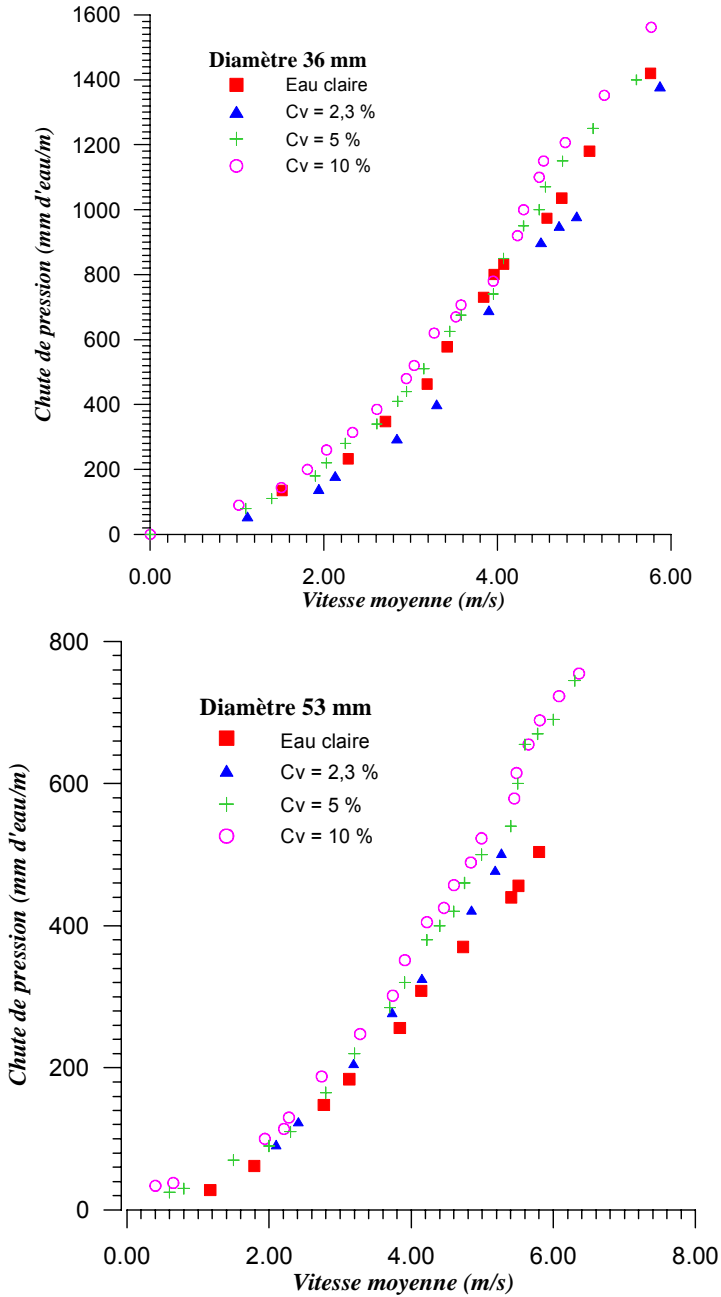 1600
Diamètre 36 mm
Eau claire
1400
Cv = 2,3 %
Cv = 5 %
1200
Cv = 10 %
1000
800
600
400
200
0
Chute de pression (mm d'eau/m)
0.00 2.00 4.00 6.00
Vitesse moyenne (m/s)
800
Diamètre 53 mm
Eau claire
Cv = 2,3 %
600
Cv = 5 %
Cv = 10 %
400
200
0
Chute de pression (mm d'eau/m)
0.00 2.00 4.00 6.00 8.00
Vitesse moyenne (m/s)